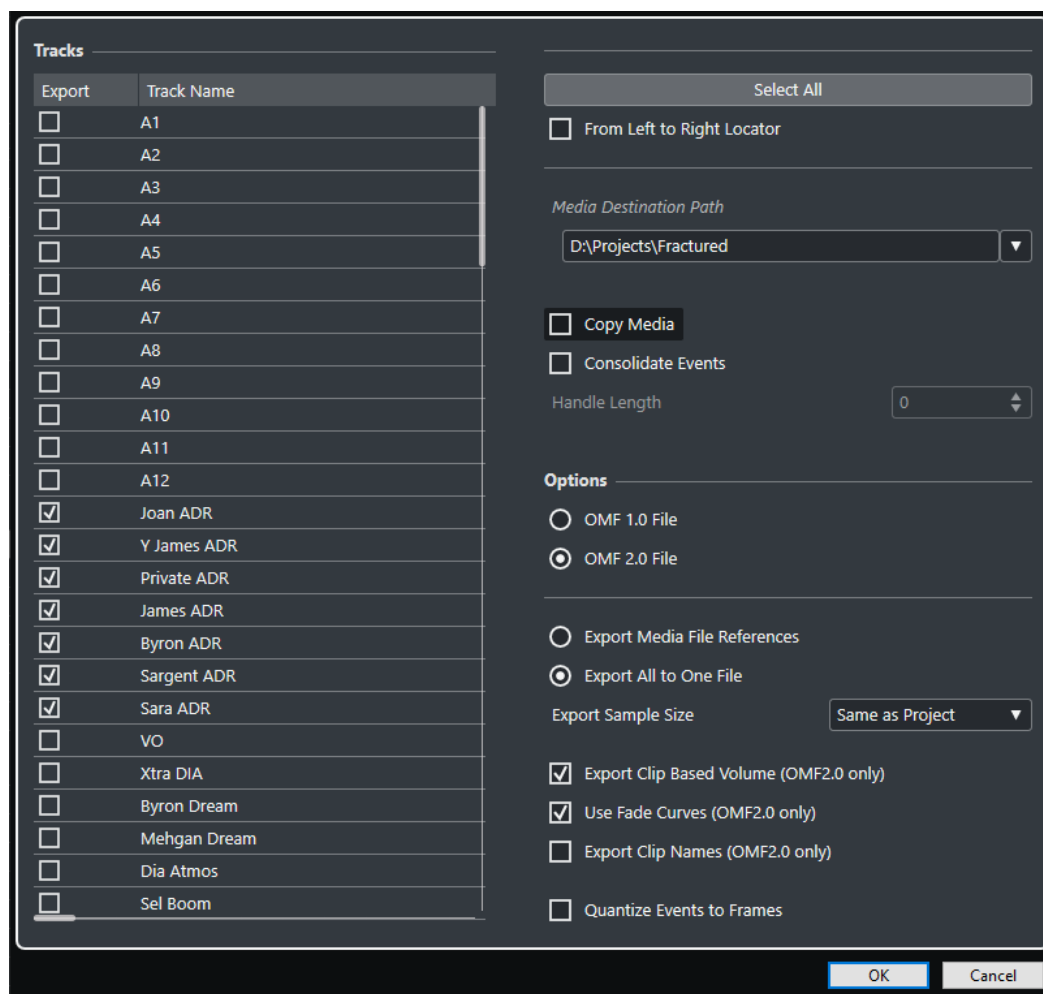 Tracks
Export Track Name
A1
A2
A3
A4
A5
A6
A7
A8
A9
A10
A11
A12
Joan ADR
Y James ADR
Private ADR
James ADR
Byron ADR
Sargent ADR
Sara ADR
VO
Xtra DIA
Byron Dream
Mehgan Dream
Dia Atmos
Sel Boom
Select All
From Left to Right Locator
Media Destination Path
D:\Projects\Fractured
Copy Media
Consolidate Events
Handle Length 0
Options
OMF 1.0 File
OMF 2.0 File
Export Media File References
Export All to One File
Export Sample Size Same as Project
Export Clip Based Volume (OMF2.0 only)
Use Fade Curves (OMF2.0 only)
Export Clip Names (OMF2.0 only)
Quantize Events to Frames
OK Cancel